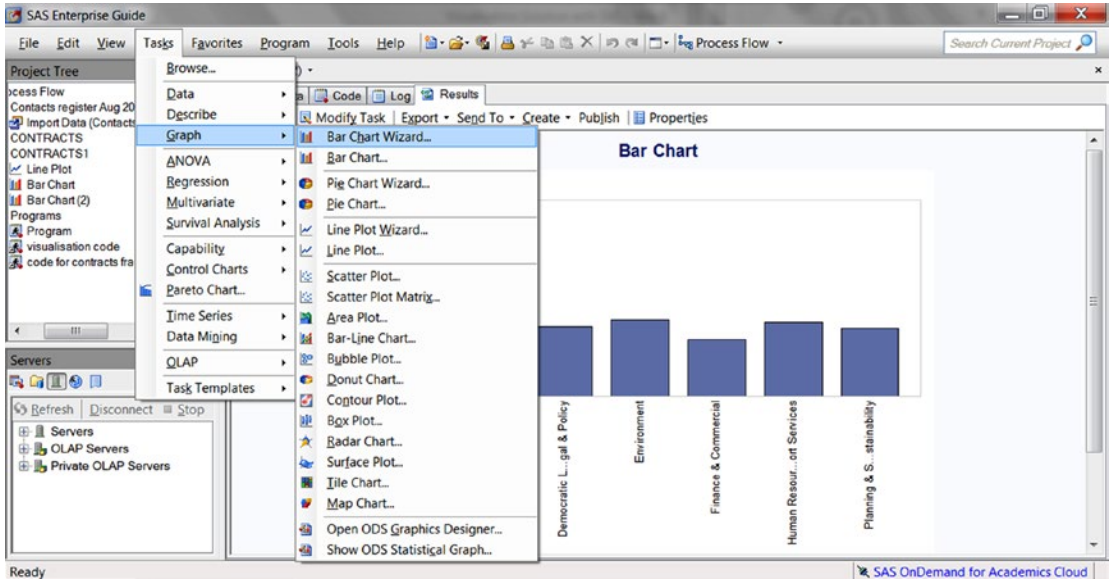 SAS Enterprise Guide
File Edit View Tasks Favorites Program Tools Help Process Flow Search Current Project
Project Tree
ocess Flow
Contacts register Aug 20
Import Data (Contacts
CONTRACTS
CONTRACTS1
Line Plot
Bar Chart
Bar Chart (2)
Programs
Program
visualisation code
code for contracts fra
Servers
Refresh Disconnect Stop
Servers
OLAP Servers
Private OLAP Servers
Browse...
Data
Describe
Graph
ANOVA
Regression
Multivariate
Survival Analysis
Capability
Control Charts
Pareto Chart...
Time Series
Data Mining
OLAP
Task Templates
Code Log Results
Modify Task Export Send To Create Publish Properties
Bar Chart Wizard...
Bar Chart...
Pie Chart Wizard...
Pie Chart...
Line Plot Wizard...
Line Plot...
Scatter Plot...
Scatter Plot Matrix...
Area Plot...
Bar-Line Chart...
Bubble Plot...
Donut Chart...
Contour Plot...
Box Plot...
Radar Chart...
Surface Plot...
Tile Chart...
Map Chart...
Open ODS Graphics Designer...
Show ODS Statistical Graph...
Bar Chart
Democratic L...gal & Policy
Environment
Finance & Commercial
Human Resour...ort Services
Planning & S...stainability
Ready
SAS OnDemand for Academics Cloud